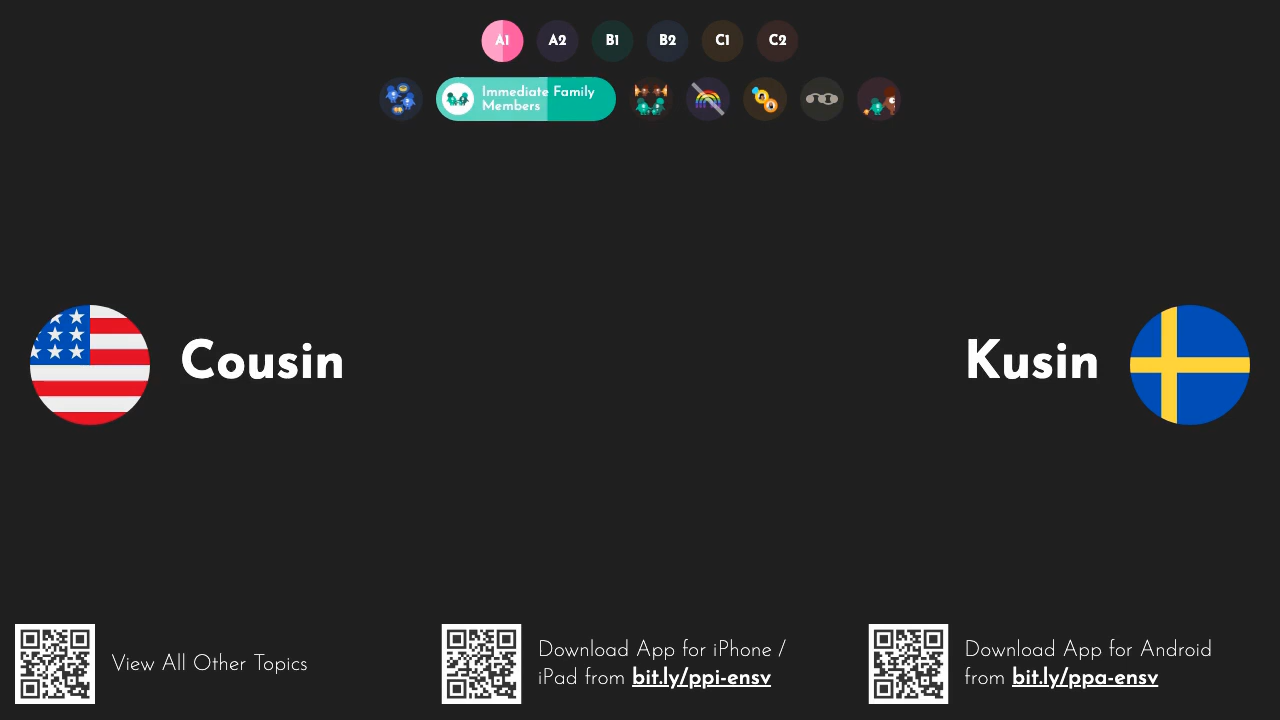 A1 A2 B1 B2 C1 C2
Immediate Family
Members
Cousin
Kusin
View All Other Topics
Download App for iPhone /
iPad from bit.ly/ppi-ensv
Download App for Android
from bit.ly/ppa-ensv